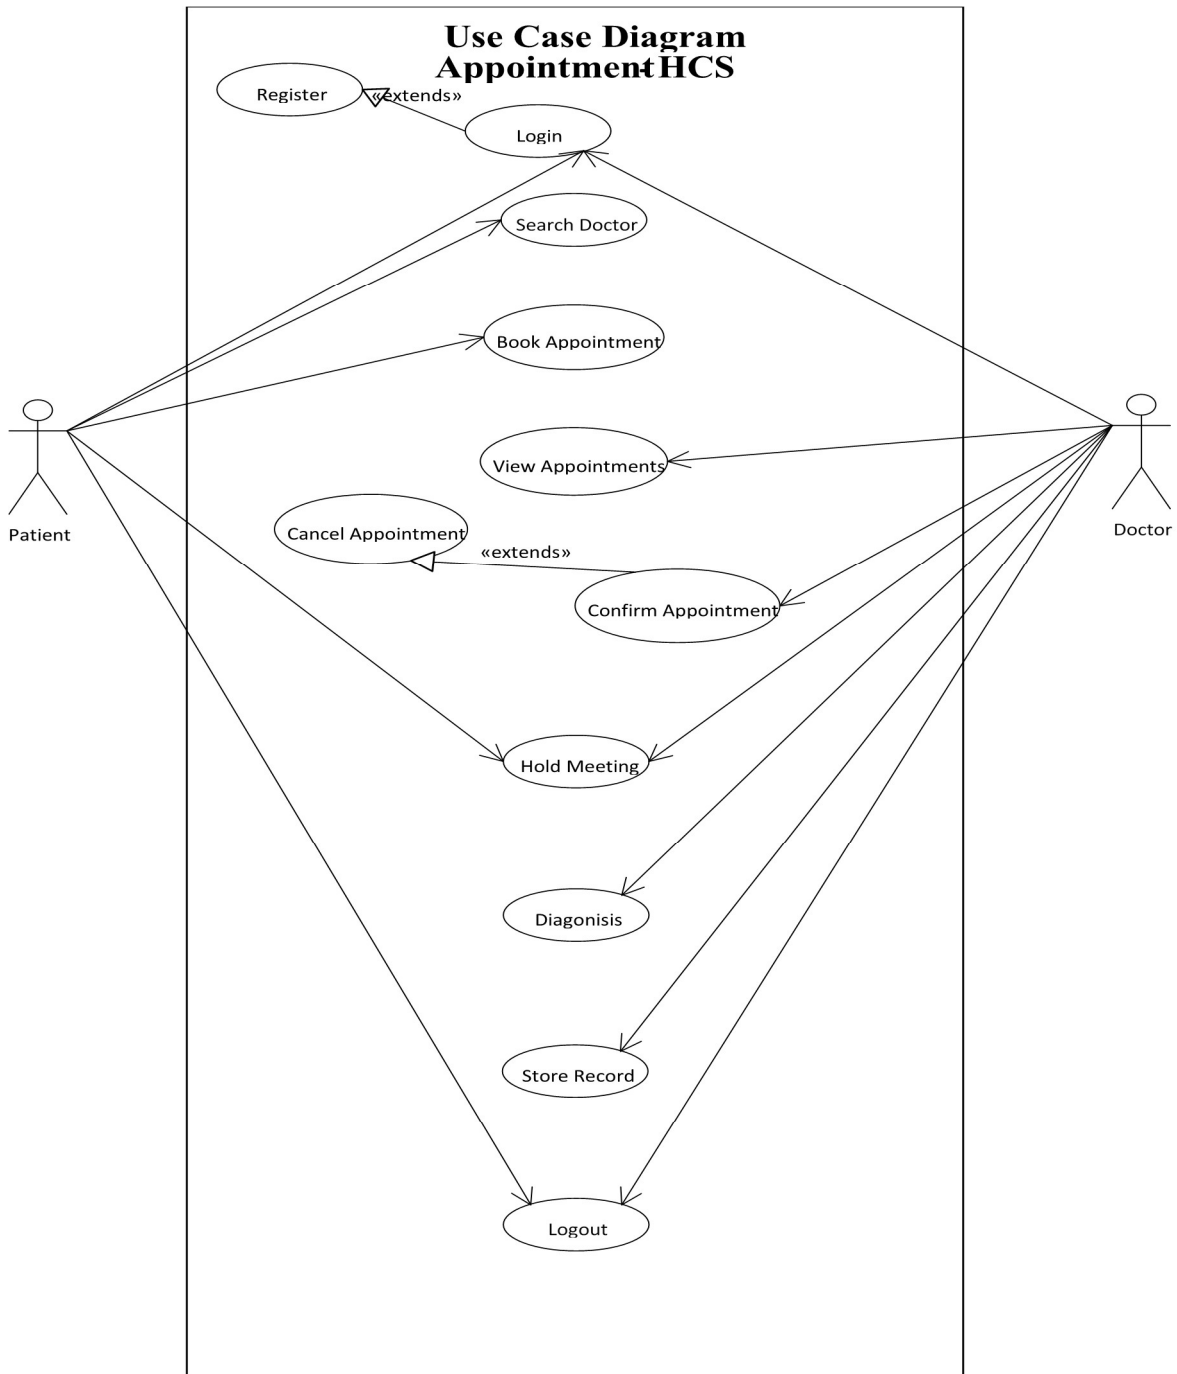 Use Case Diagram
Appointment-HCS
Register
«extends»
Login
Search Doctor
Book Appointment
View Appointments
Cancel Appointment
«extends»
Confirm Appointment
Patient
Doctor
Hold Meeting
Diagonisis
Store Record
Logout